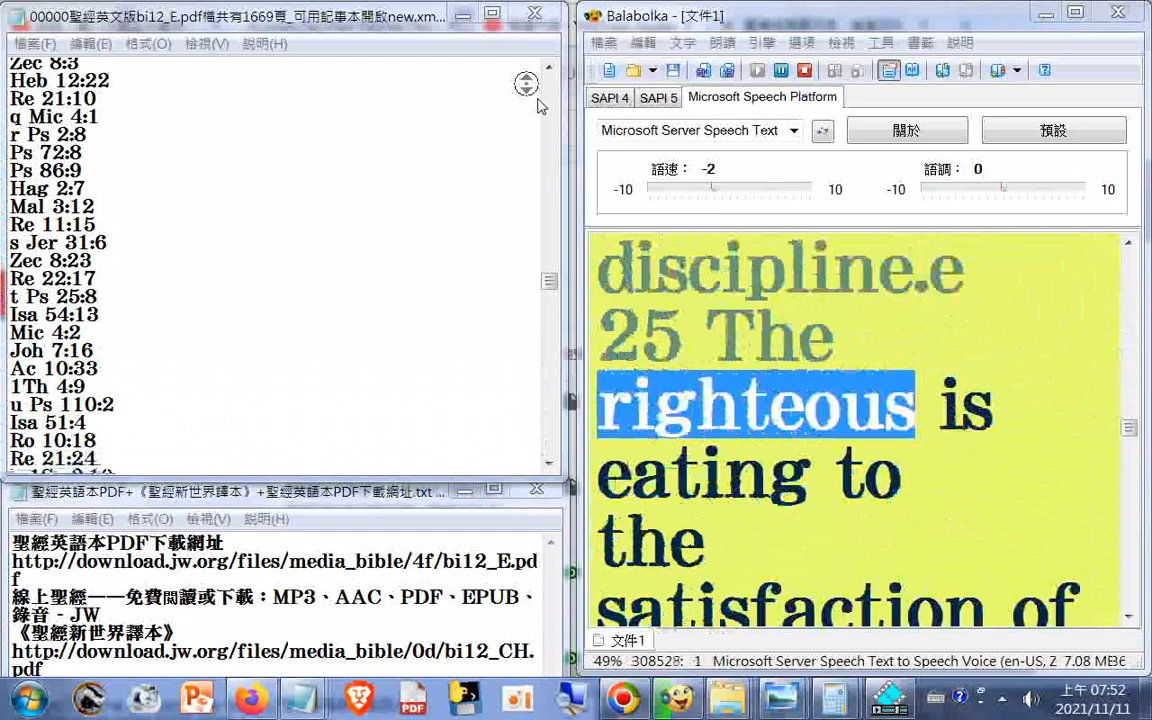 00000聖經英文版bi12_E.pdf檔共有1669頁_可用記事本開啟new.xm...
檔案(F) 編輯(E) 格式(O) 檢視(V) 說明(H)
Zec 8:3
Heb 12:22
Re 21:10
q Mic 4:1
r Ps 2:8
Ps 72:8
Ps 86:9
Hag 2:7
Mal 3:12
Re 11:15
s Jer 31:6
Zec 8:23
Re 22:17
t Ps 25:8
Isa 54:13
Mic 4:2
Joh 7:16
Ac 10:33
1Th 4:9
u Ps 110:2
Isa 51:4
Ro 10:18
Re 21:24
聖經英語本PDF+《聖經新世界譯本》+聖經英語本PDF下載網址.txt ...
檔案(F) 編輯(E) 格式(O) 檢視(V) 說明(H)
聖經英語本PDF下載網址
http://download.jw.org/files/media_bible/4f/bi12_E.pd
f
線上聖經——免費閱讀或下載：MP3、AAC、PDF、EPUB、
錄音 - JW
《聖經新世界譯本》
http://download.jw.org/files/media_bible/0d/bi12_CH.
pdf
Balabolka - [文件1]
檔案 編輯 文字 朗讀 引擎 選項 檢視 工具 書籤 說明
SAPI 4 SAPI 5 Microsoft Speech Platform
Microsoft Server Speech Text 關於 預設
語速： -2 語調： 0
-10 10 -10 10
discipline.e
25 The
righteous is
eating to
the
satisfaction of
文件1
49% 308528: 1 Microsoft Server Speech Text to Speech Voice (en-US, Z 7.08 MB
上午 07:52
2021/11/11